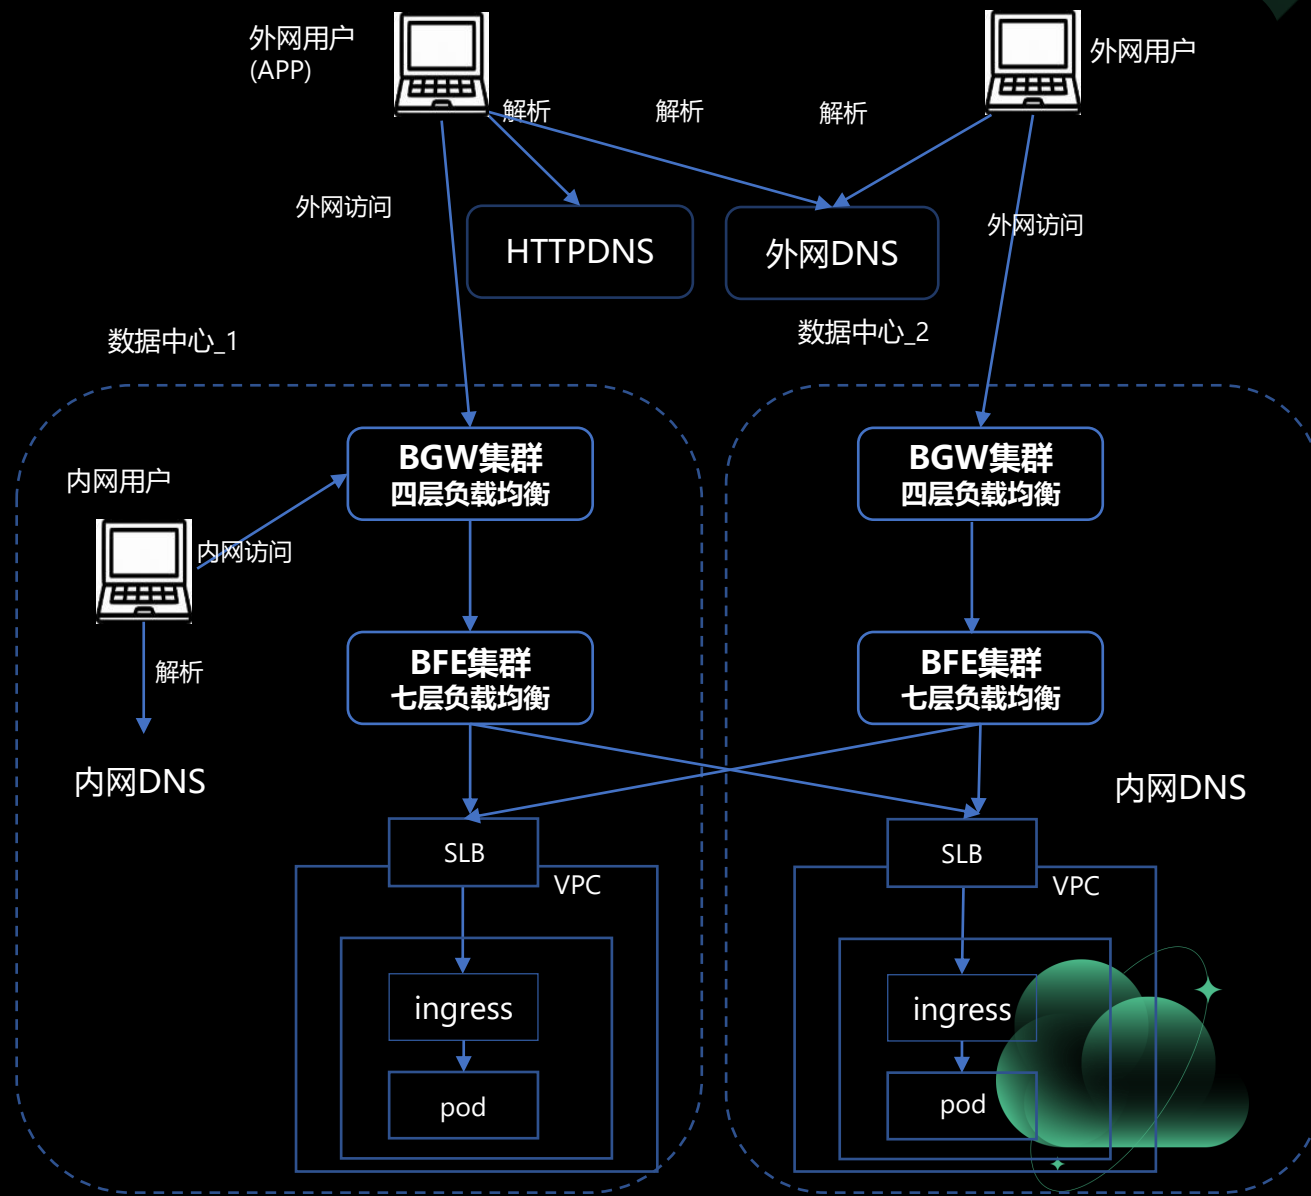 外网用户
(APP)
外网用户
解析
解析
解析
外网访问
外网访问
HTTPDNS
外网DNS
数据中心_1
数据中心_2
BGW集群
四层负载均衡
BGW集群
四层负载均衡
内网用户
内网访问
解析
BFE集群
七层负载均衡
BFE集群
七层负载均衡
内网DNS
内网DNS
SLB
VPC
SLB
VPC
ingress
ingress
pod
pod